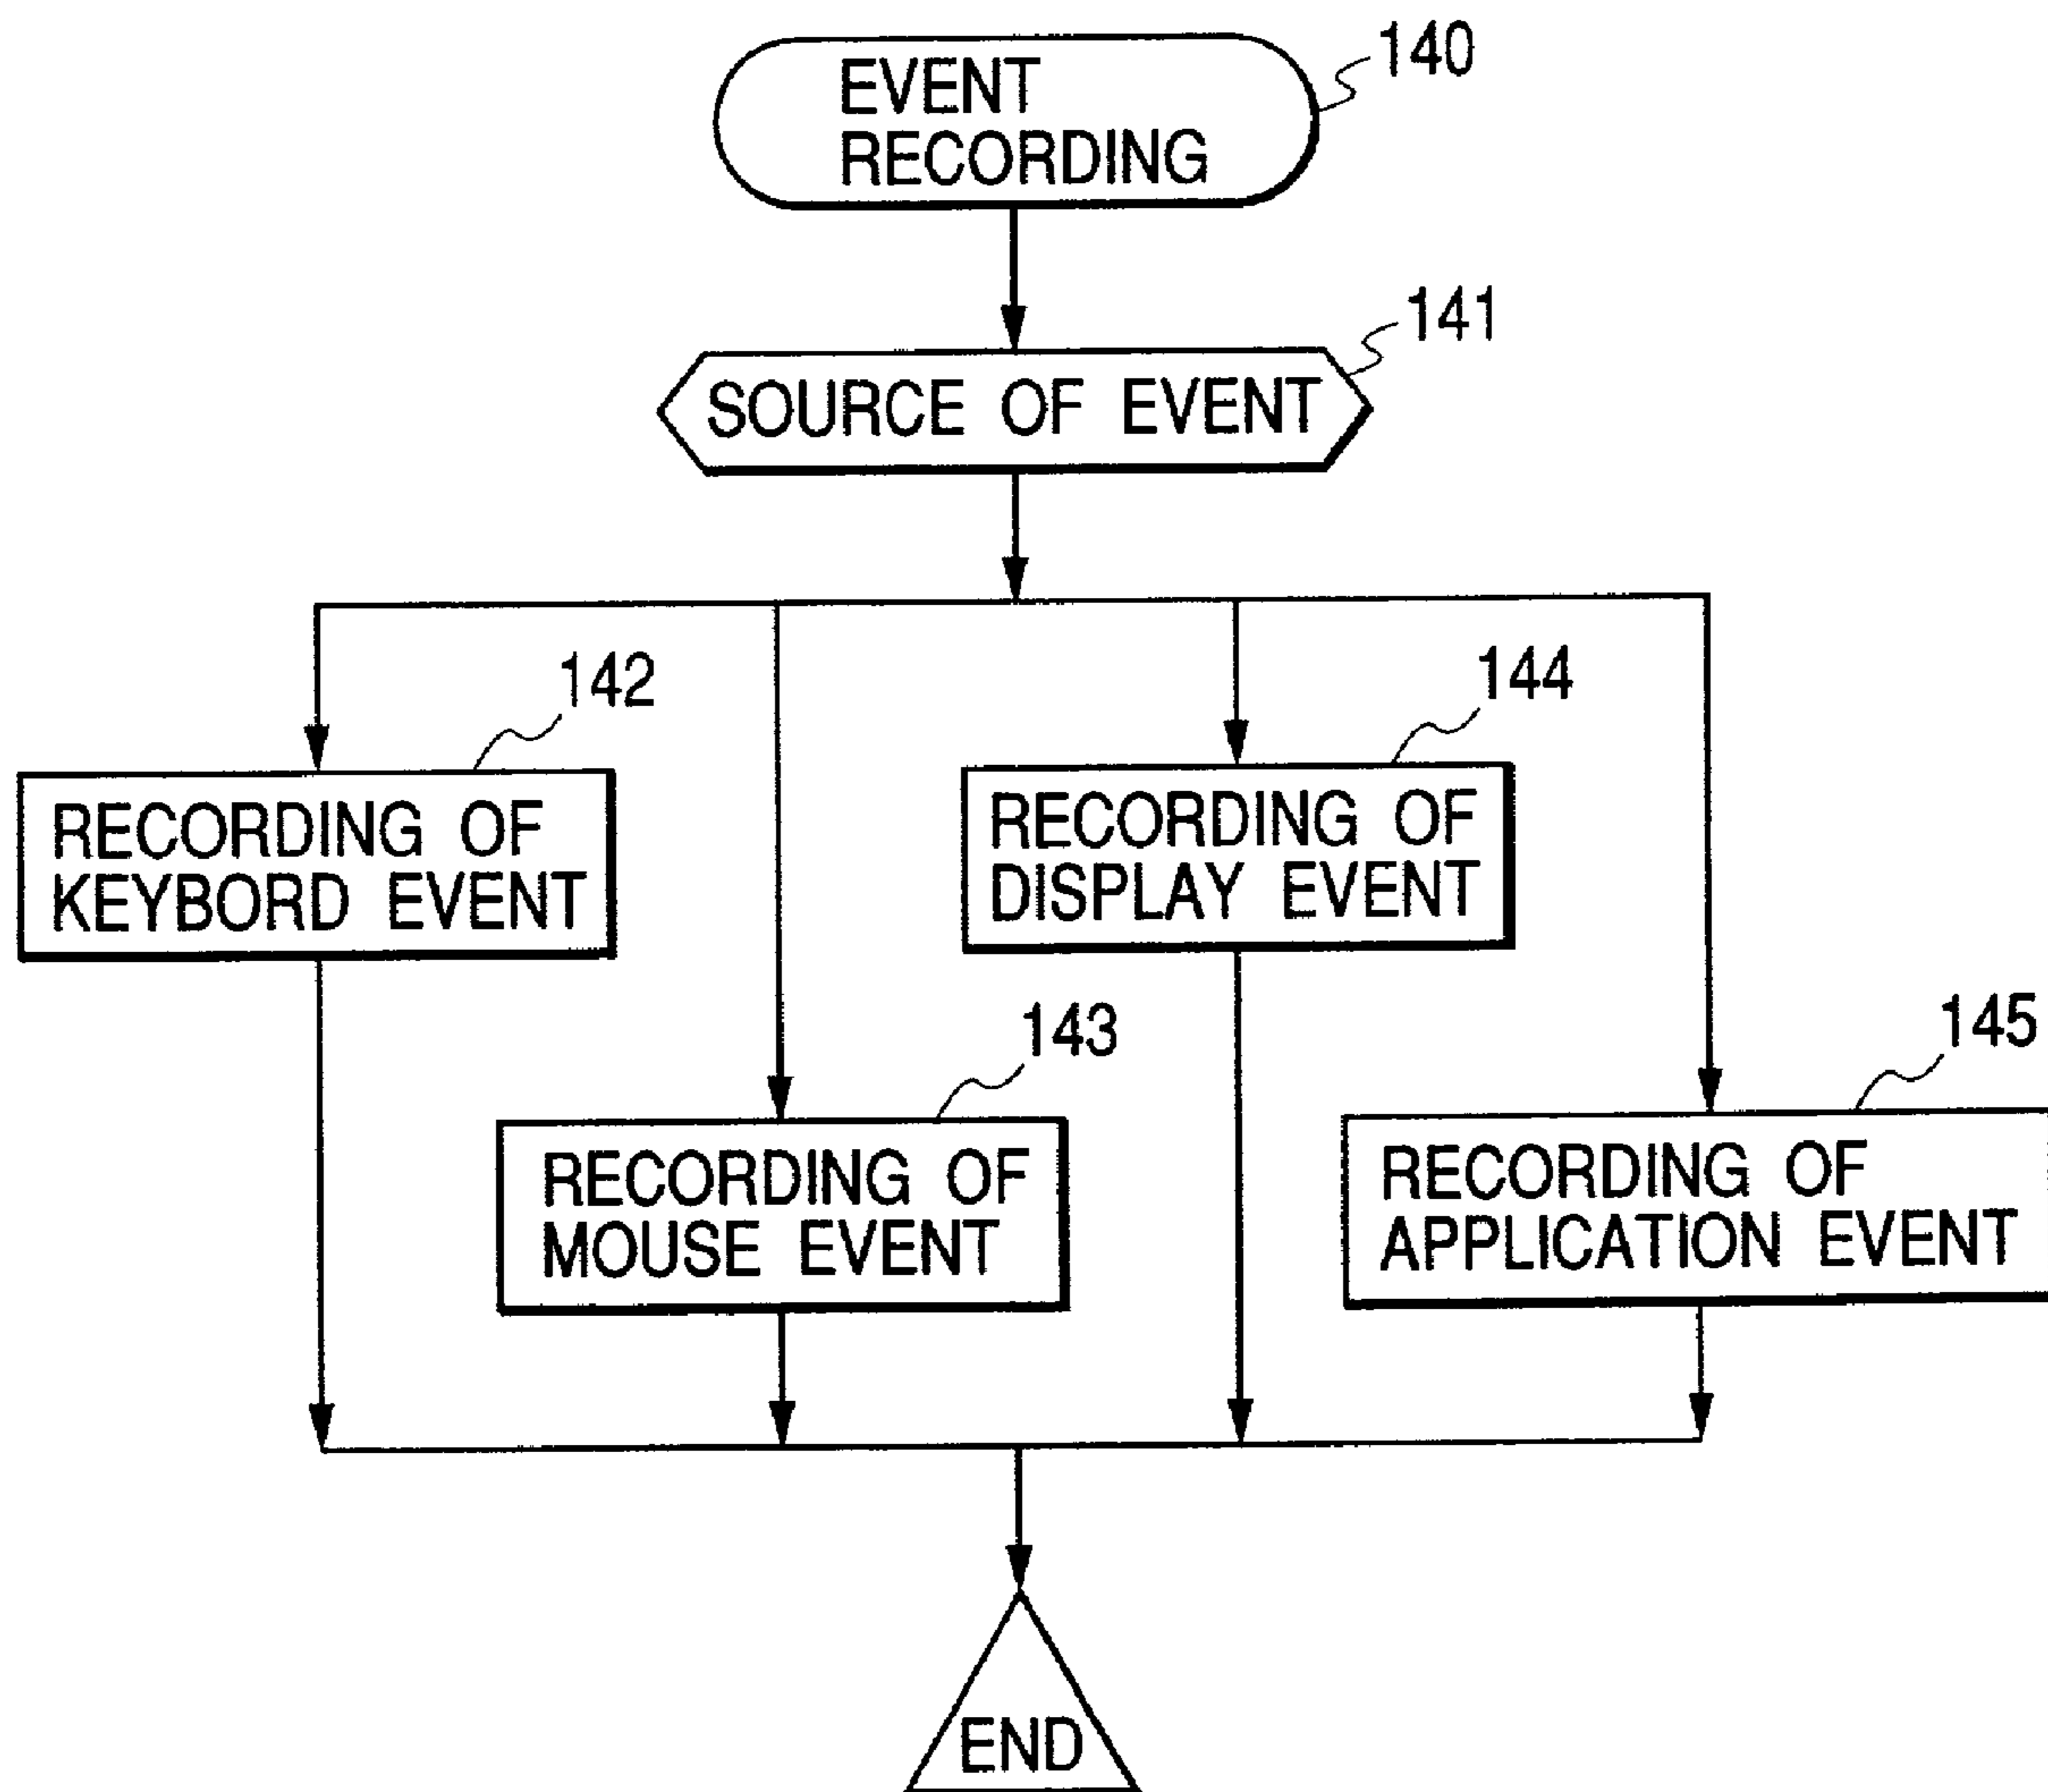 EVENT
RECORDING
140
SOURCE OF EVENT
141
142
RECORDING OF
KEYBORD EVENT
144
RECORDING OF
DISPLAY EVENT
143
RECORDING OF
MOUSE EVENT
145
RECORDING OF
APPLICATION EVENT
END